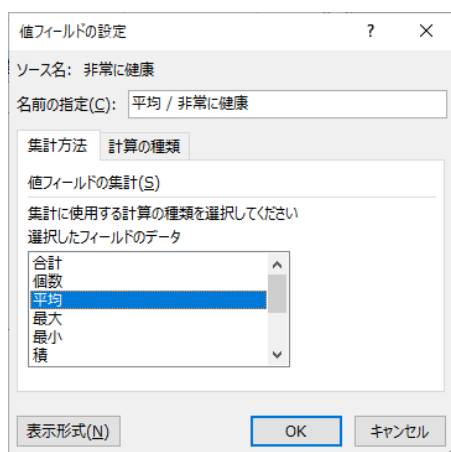 値フィールドの設定 ? ×
ソース名: 非常に健康
名前の指定(C): 平均 / 非常に健康
集計方法 計算の種類
値フィールドの集計(S)
集計に使用する計算の種類を選択してください
選択したフィールドのデータ
合計
個数
平均
最大
最小
積
表示形式(N) OK キャンセル